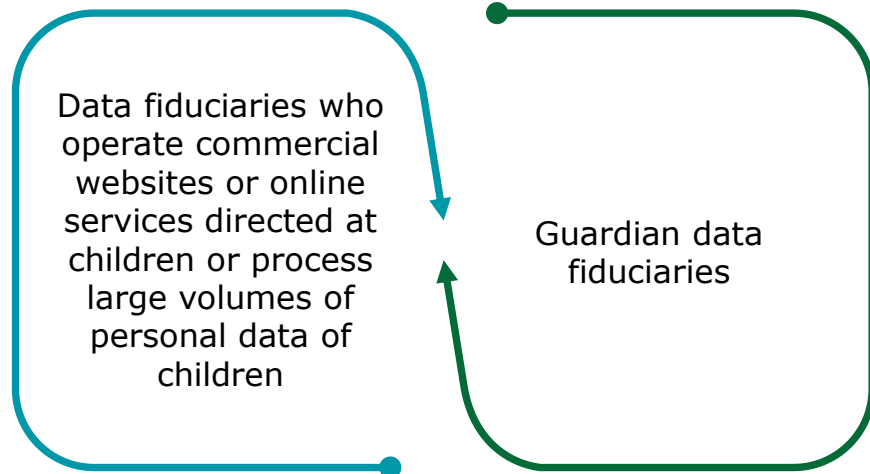 Data fiduciaries who
operate commercial
websites or online
services directed at
children or process
large volumes of
personal data of
children
Guardian data
fiduciaries